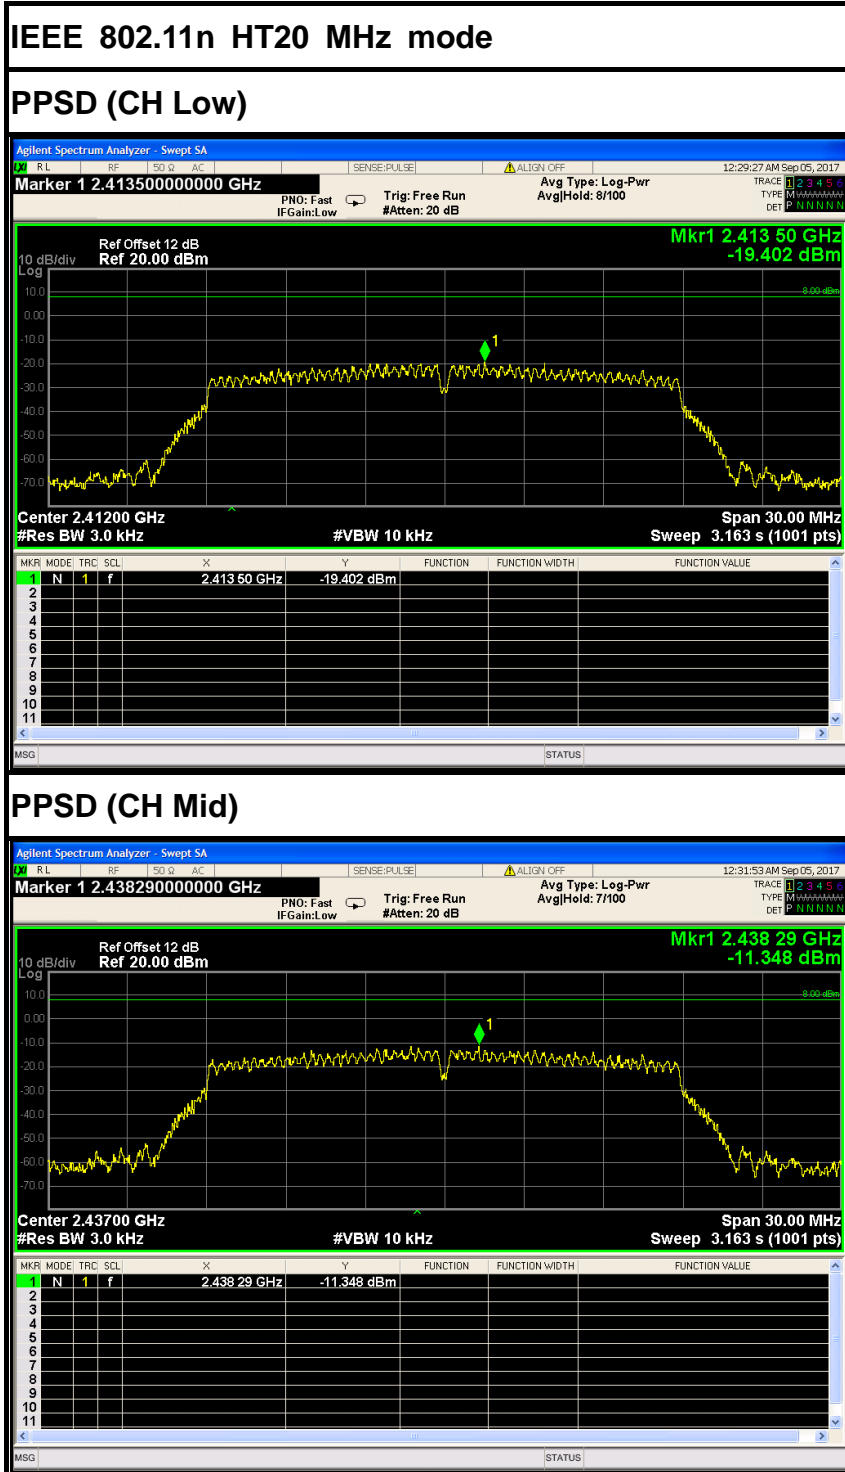 IEEE 802.11n HT20 MHz mode
PPSD (CH Low)
Agilent Spectrum Analyzer - Swept SA
LXI RL RF 50 Ω AC SENSE:PULSE ALIGN OFF 12:29:27 AM Sep 05, 2017
Marker 1 2.413500000000 GHz
PNO: Fast
IFGain:Low
Trig: Free Run
#Atten: 20 dB
Avg Type: Log-Pwr
Avg|Hold: 8/100
TRACE 1 2 3 4 5 6
TYPE M
DET P N N N N N
Mkr1 2.413 50 GHz
-19.402 dBm
Ref Offset 12 dB
10 dB/div Ref 20.00 dBm
Log
10.0
8.00 dBm
0.00
-10.0
1
-20.0
-30.0
-40.0
-50.0
-60.0
-70.0
Center 2.41200 GHz Span 30.00 MHz
#Res BW 3.0 kHz #VBW 10 kHz Sweep 3.163 s (1001 pts)
MKR MODE TRC SCL X Y FUNCTION FUNCTION WIDTH FUNCTION VALUE
1 N 1 f 2.413 50 GHz -19.402 dBm
2
3
4
5
6
7
8
9
10
11
MSG STATUS
PPSD (CH Mid)
Agilent Spectrum Analyzer - Swept SA
LXI RL RF 50 Ω AC SENSE:PULSE ALIGN OFF 12:31:53 AM Sep 05, 2017
Marker 1 2.438290000000 GHz
PNO: Fast
IFGain:Low
Trig: Free Run
#Atten: 20 dB
Avg Type: Log-Pwr
Avg|Hold: 7/100
TRACE 1 2 3 4 5 6
TYPE M
DET P N N N N N
Mkr1 2.438 29 GHz
-11.348 dBm
Ref Offset 12 dB
10 dB/div Ref 20.00 dBm
Log
10.0
8.00 dBm
0.00
1
-10.0
-20.0
-30.0
-40.0
-50.0
-60.0
-70.0
Center 2.43700 GHz Span 30.00 MHz
#Res BW 3.0 kHz #VBW 10 kHz Sweep 3.163 s (1001 pts)
MKR MODE TRC SCL X Y FUNCTION FUNCTION WIDTH FUNCTION VALUE
1 N 1 f 2.438 29 GHz -11.348 dBm
2
3
4
5
6
7
8
9
10
11
MSG STATUS